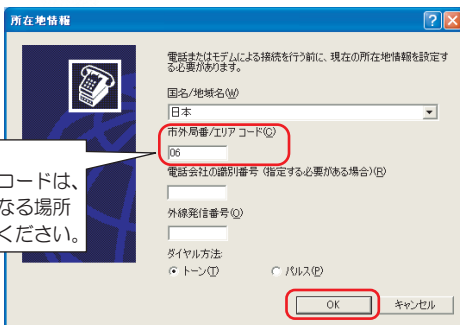 所在地情報
電話またはモデムによる接続を行う前に、現在の所在地情報を設定す
る必要があります。
国名/地域名(W)
日本
市外局番/エリア コード(C)
06
コードは、
なる場所
ください。
電話会社の識別番号 (指定する必要がある場合)(R)
外線発信番号(O)
ダイヤル方法:
トーン(T)
パルス(P)
OK
キャンセル